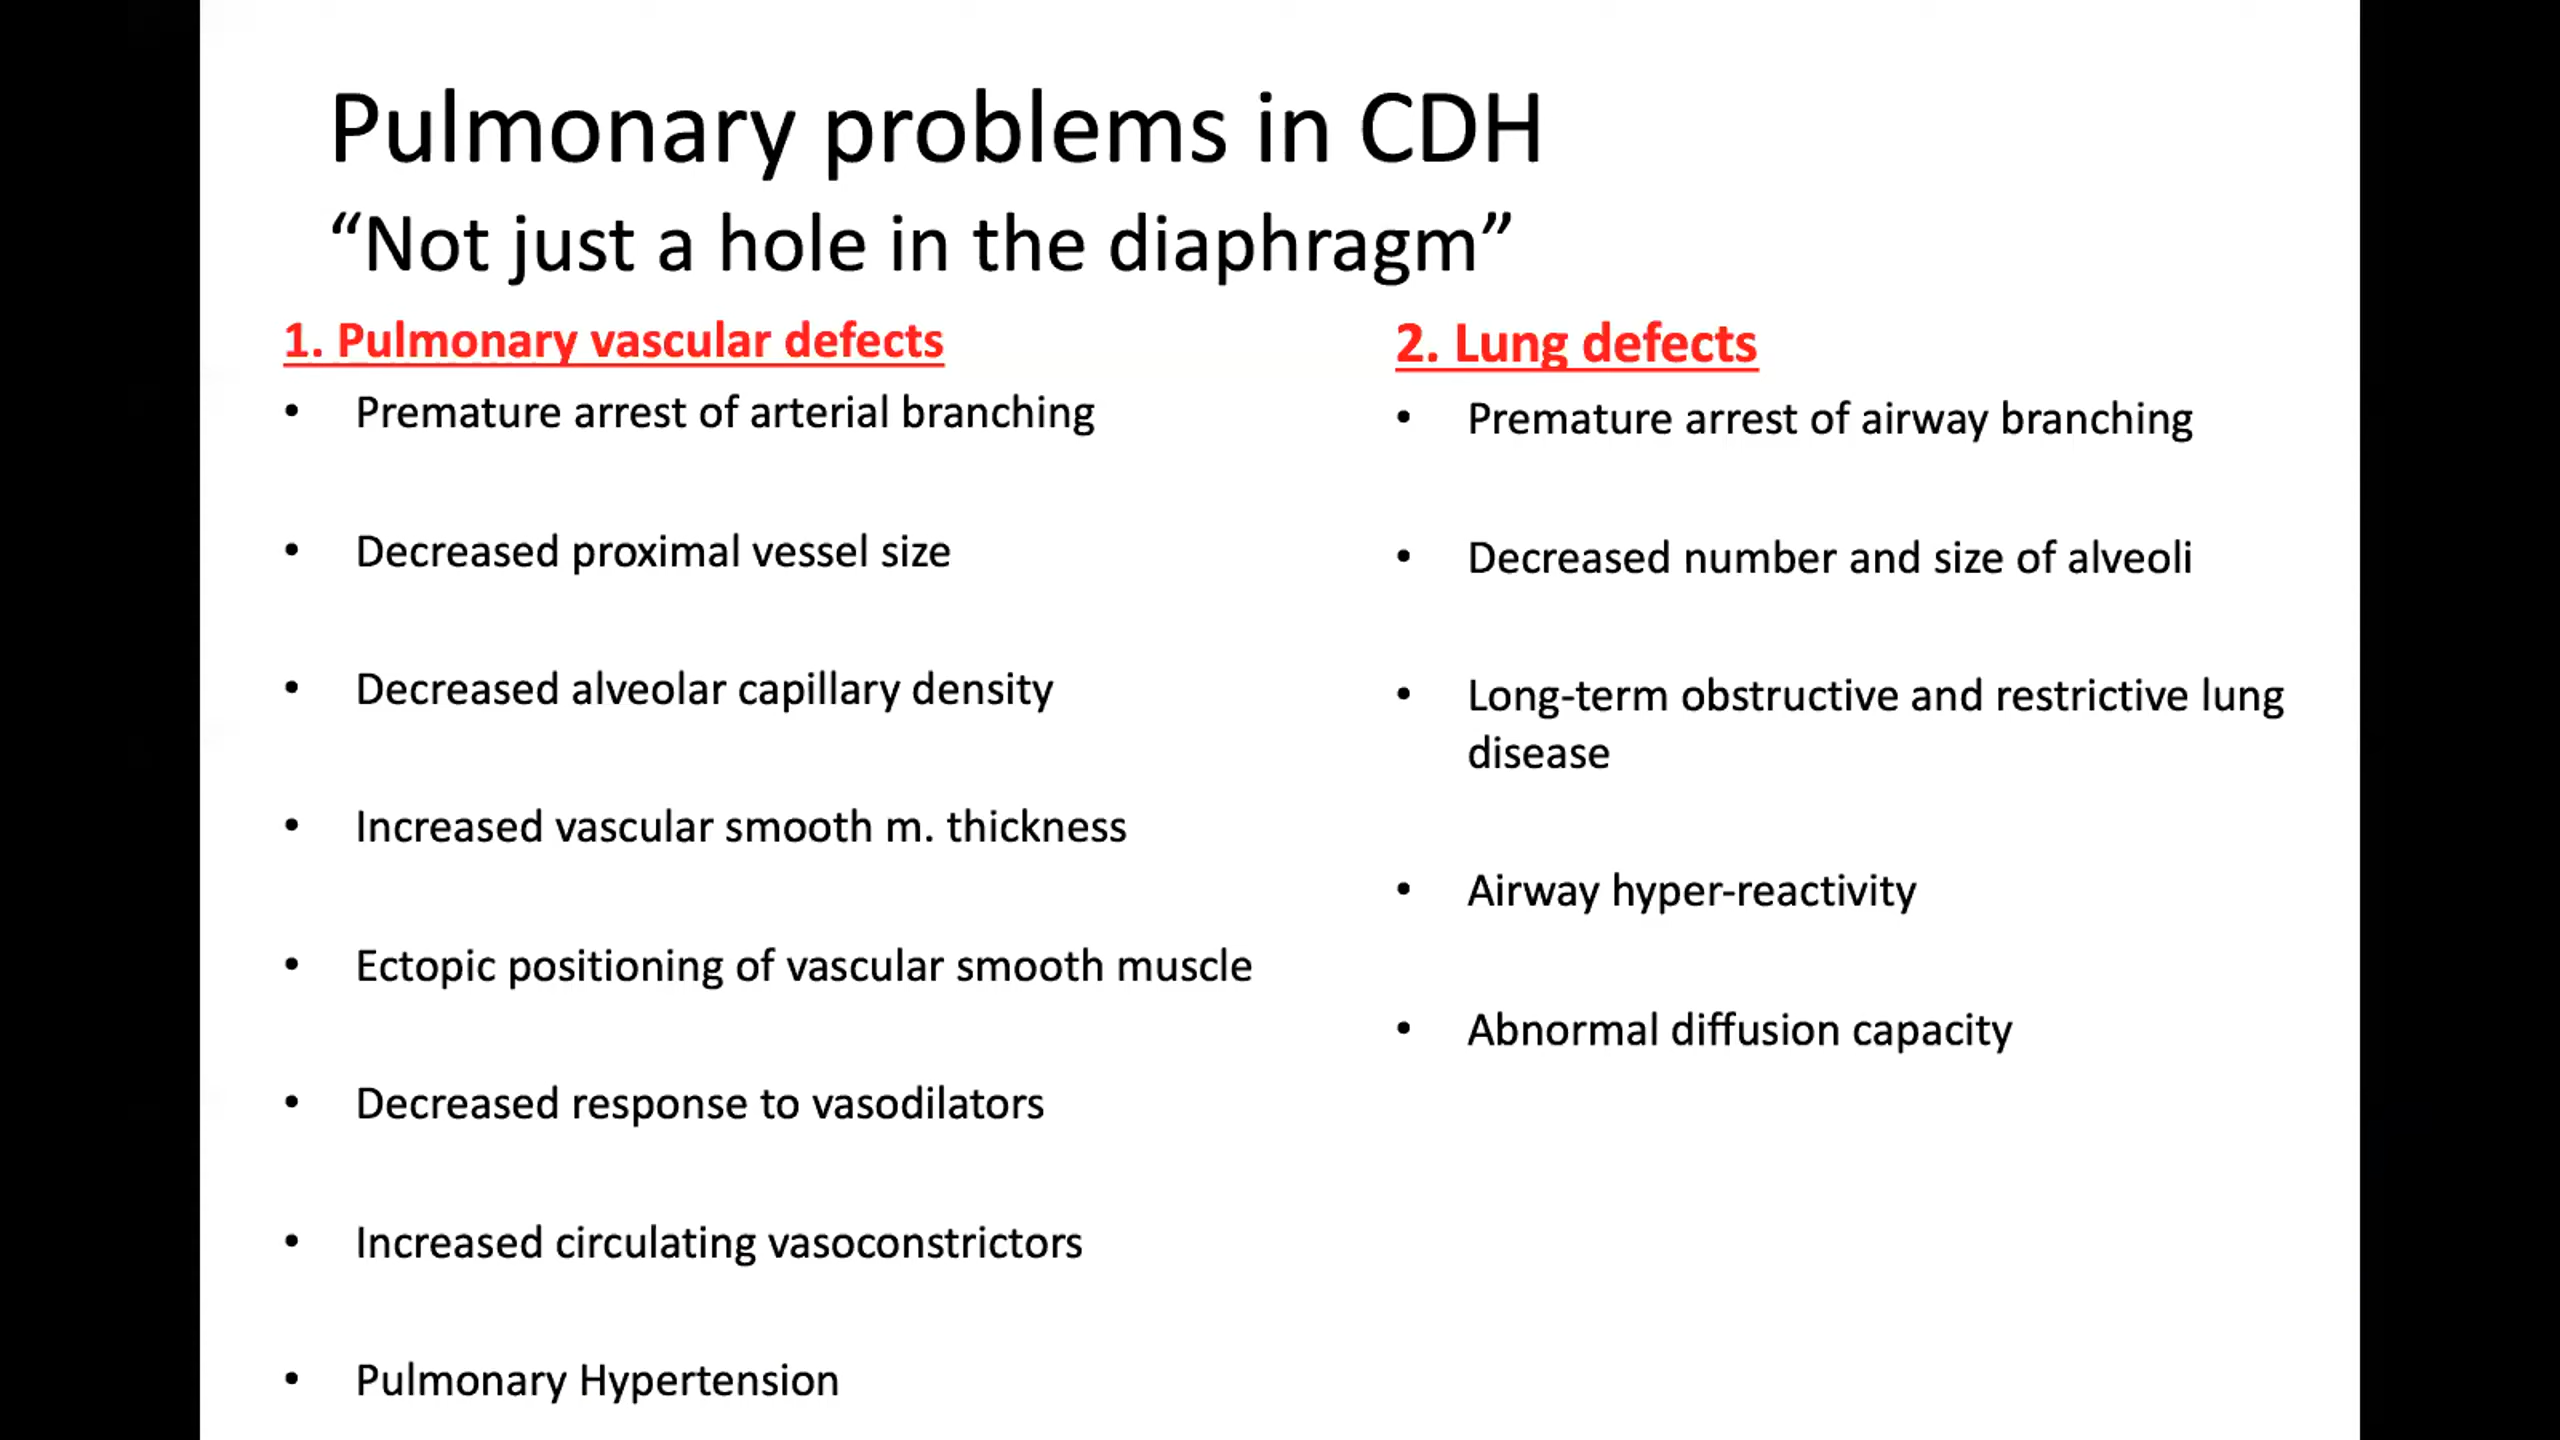 Pulmonary problems in CDH
“Not just a hole in the diaphragm”
1. Pulmonary vascular defects
• Premature arrest of arterial branching
• Decreased proximal vessel size
• Decreased alveolar capillary density
• Increased vascular smooth m. thickness
• Ectopic positioning of vascular smooth muscle
• Decreased response to vasodilators
• Increased circulating vasoconstrictors
• Pulmonary Hypertension
2. Lung defects
• Premature arrest of airway branching
• Decreased number and size of alveoli
• Long-term obstructive and restrictive lung
disease
• Airway hyper-reactivity
• Abnormal diffusion capacity